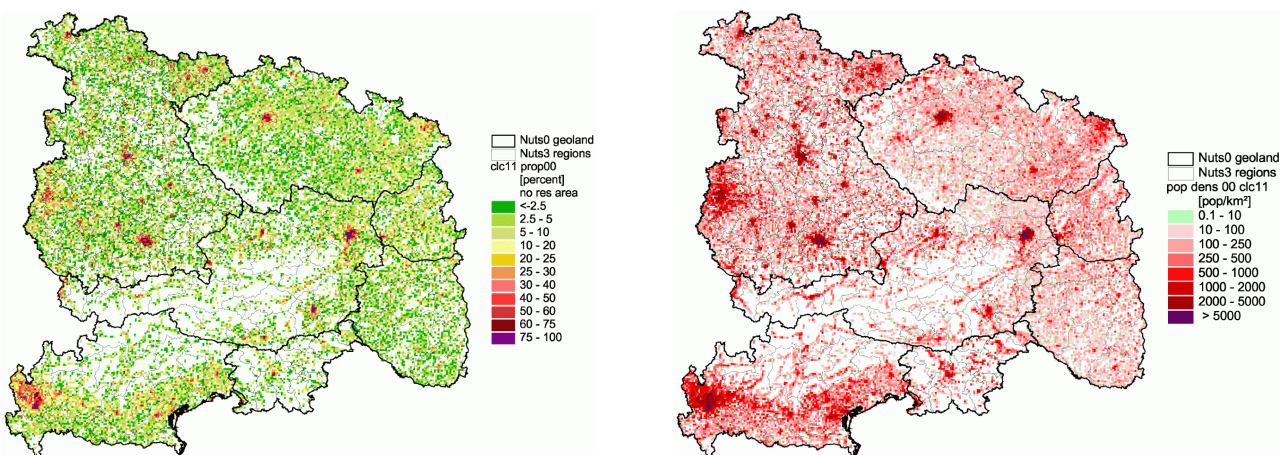 Nuts0 geoland
Nuts3 regions
clc11 prop00
[percent]
no res area
<-2.5
2.5 - 5
5 - 10
10 - 20
20 - 25
25 - 30
30 - 40
40 - 50
50 - 60
60 - 75
75 - 100
Nuts0 geoland
Nuts3 regions
pop dens 00 clc11
[pop/km²]
0.1 - 10
10 - 100
100 - 250
250 - 500
500 - 1000
1000 - 2000
2000 - 5000
> 5000